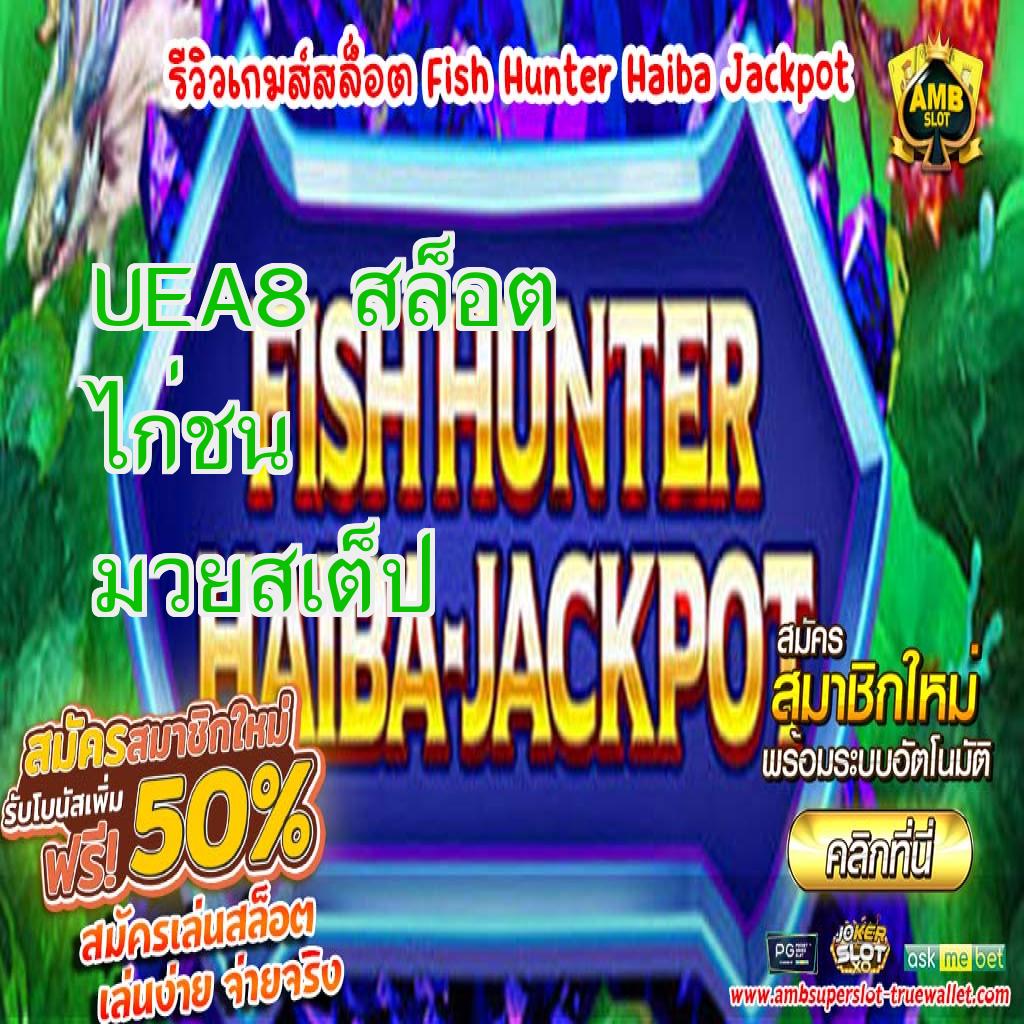 รีวิวเกมส์สล็อต Fish Hunter Haiba Jackpot
AMB
SLOT
UEA8 สล็อต
ไก่ชน
มวยสเต็ป
FISH HUNTER
HAIBA-JACKPOT
สมัคร
สมาชิกใหม่
พร้อมระบบอัตโนมัติ
คลิกที่นี่
สมัครสมาชิกใหม่
รับโบนัสเพิ่ม
ฟรี! 50%
สมัครเล่นสล็อต
เล่นง่าย จ่ายจริง
PG
JOKER
SLOT
XO
ask me bet
www.ambsuperslot-truewallet.com